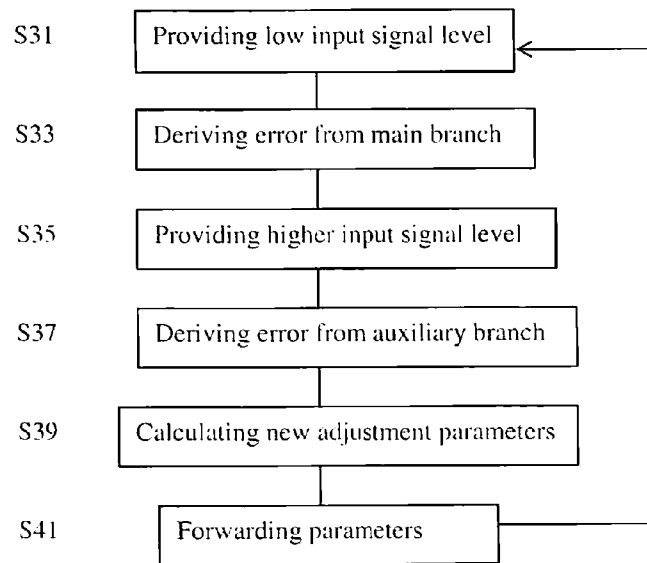 S31 Providing low input signal level
S33 Deriving error from main branch
S35 Providing higher input signal level
S37 Deriving error from auxiliary branch
S39 Calculating new adjustment parameters
S41 Forwarding parameters